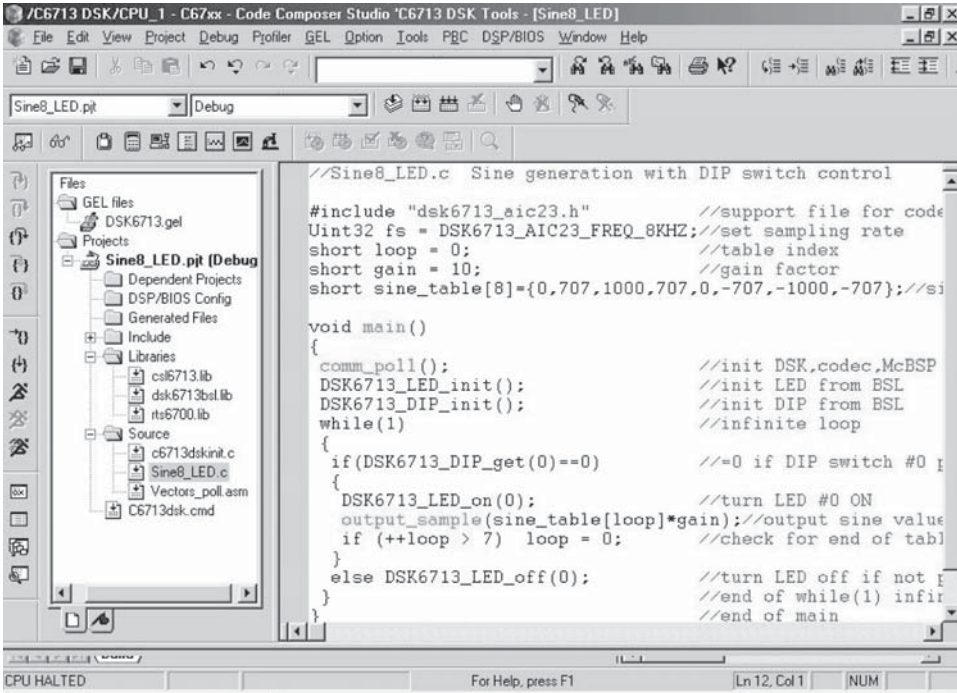 /C6713 DSK/CPU_1 - C67xx - Code Composer Studio 'C6713 DSK Tools - [Sine8_LED]
File Edit View Project Debug Profiler GEL Option Tools PBC DSP/BIOS Window Help
Sine8_LED.pjt Debug
Files
GEL files
DSK6713.gel
Projects
Sine8_LED.pjt (Debug
Dependent Projects
DSP/BIOS Config
Generated Files
Include
Libraries
csl6713.lib
dsk6713bsl.lib
rts6700.lib
Source
c6713dskinit.c
Sine8_LED.c
Vectors_poll.asm
C6713dsk.cmd
//Sine8_LED.c Sine generation with DIP switch control
#include "dsk6713_aic23.h" //support file for code
Uint32 fs = DSK6713_AIC23_FREQ_8KHZ;//set sampling rate
short loop = 0; //table index
short gain = 10; //gain factor
short sine_table[8]={0,707,1000,707,0,-707,-1000,-707};//si
void main()
{
comm_poll(); //init DSK,codec,McBSP
DSK6713_LED_init(); //init LED from BSL
DSK6713_DIP_init(); //init DIP from BSL
while(1) //infinite loop
{
if(DSK6713_DIP_get(0)==0) //=0 if DIP switch #0 p
{
DSK6713_LED_on(0); //turn LED #0 ON
output_sample(sine_table[loop]*gain);//output sine value
if (++loop > 7) loop = 0; //check for end of tabl
}
else DSK6713_LED_off(0); //turn LED off if not p
} //end of while(1) infin
} //end of main
Build
CPU HALTED For Help, press F1 Ln 12, Col 1 NUM